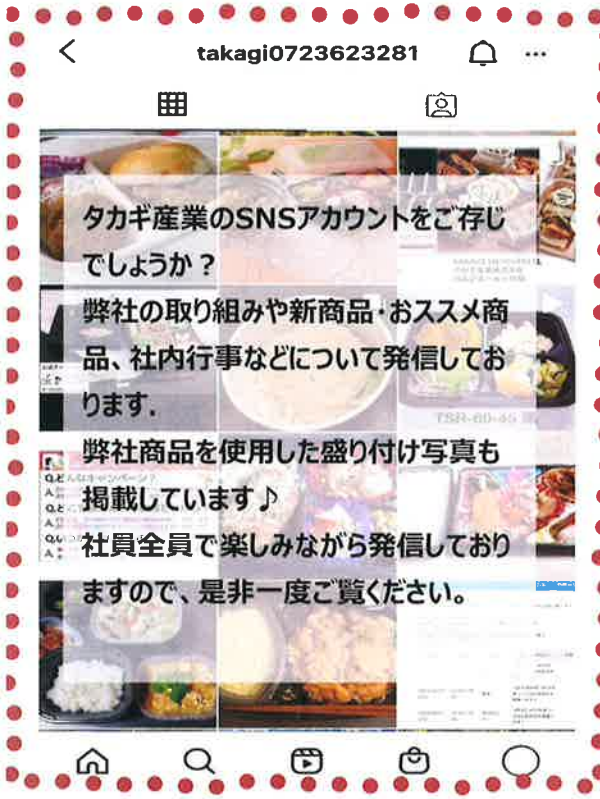 takagi0723623281
タカギ産業のSNSアカウントをご存じ
でしょうか？
弊社の取り組みや新商品・おススメ商
品、社内行事などについて発信してお
ります.
弊社商品を使用した盛り付け写真も
掲載しています♪
社員全員で楽しみながら発信しており
ますので、是非一度ご覧ください。
TSR-60-45